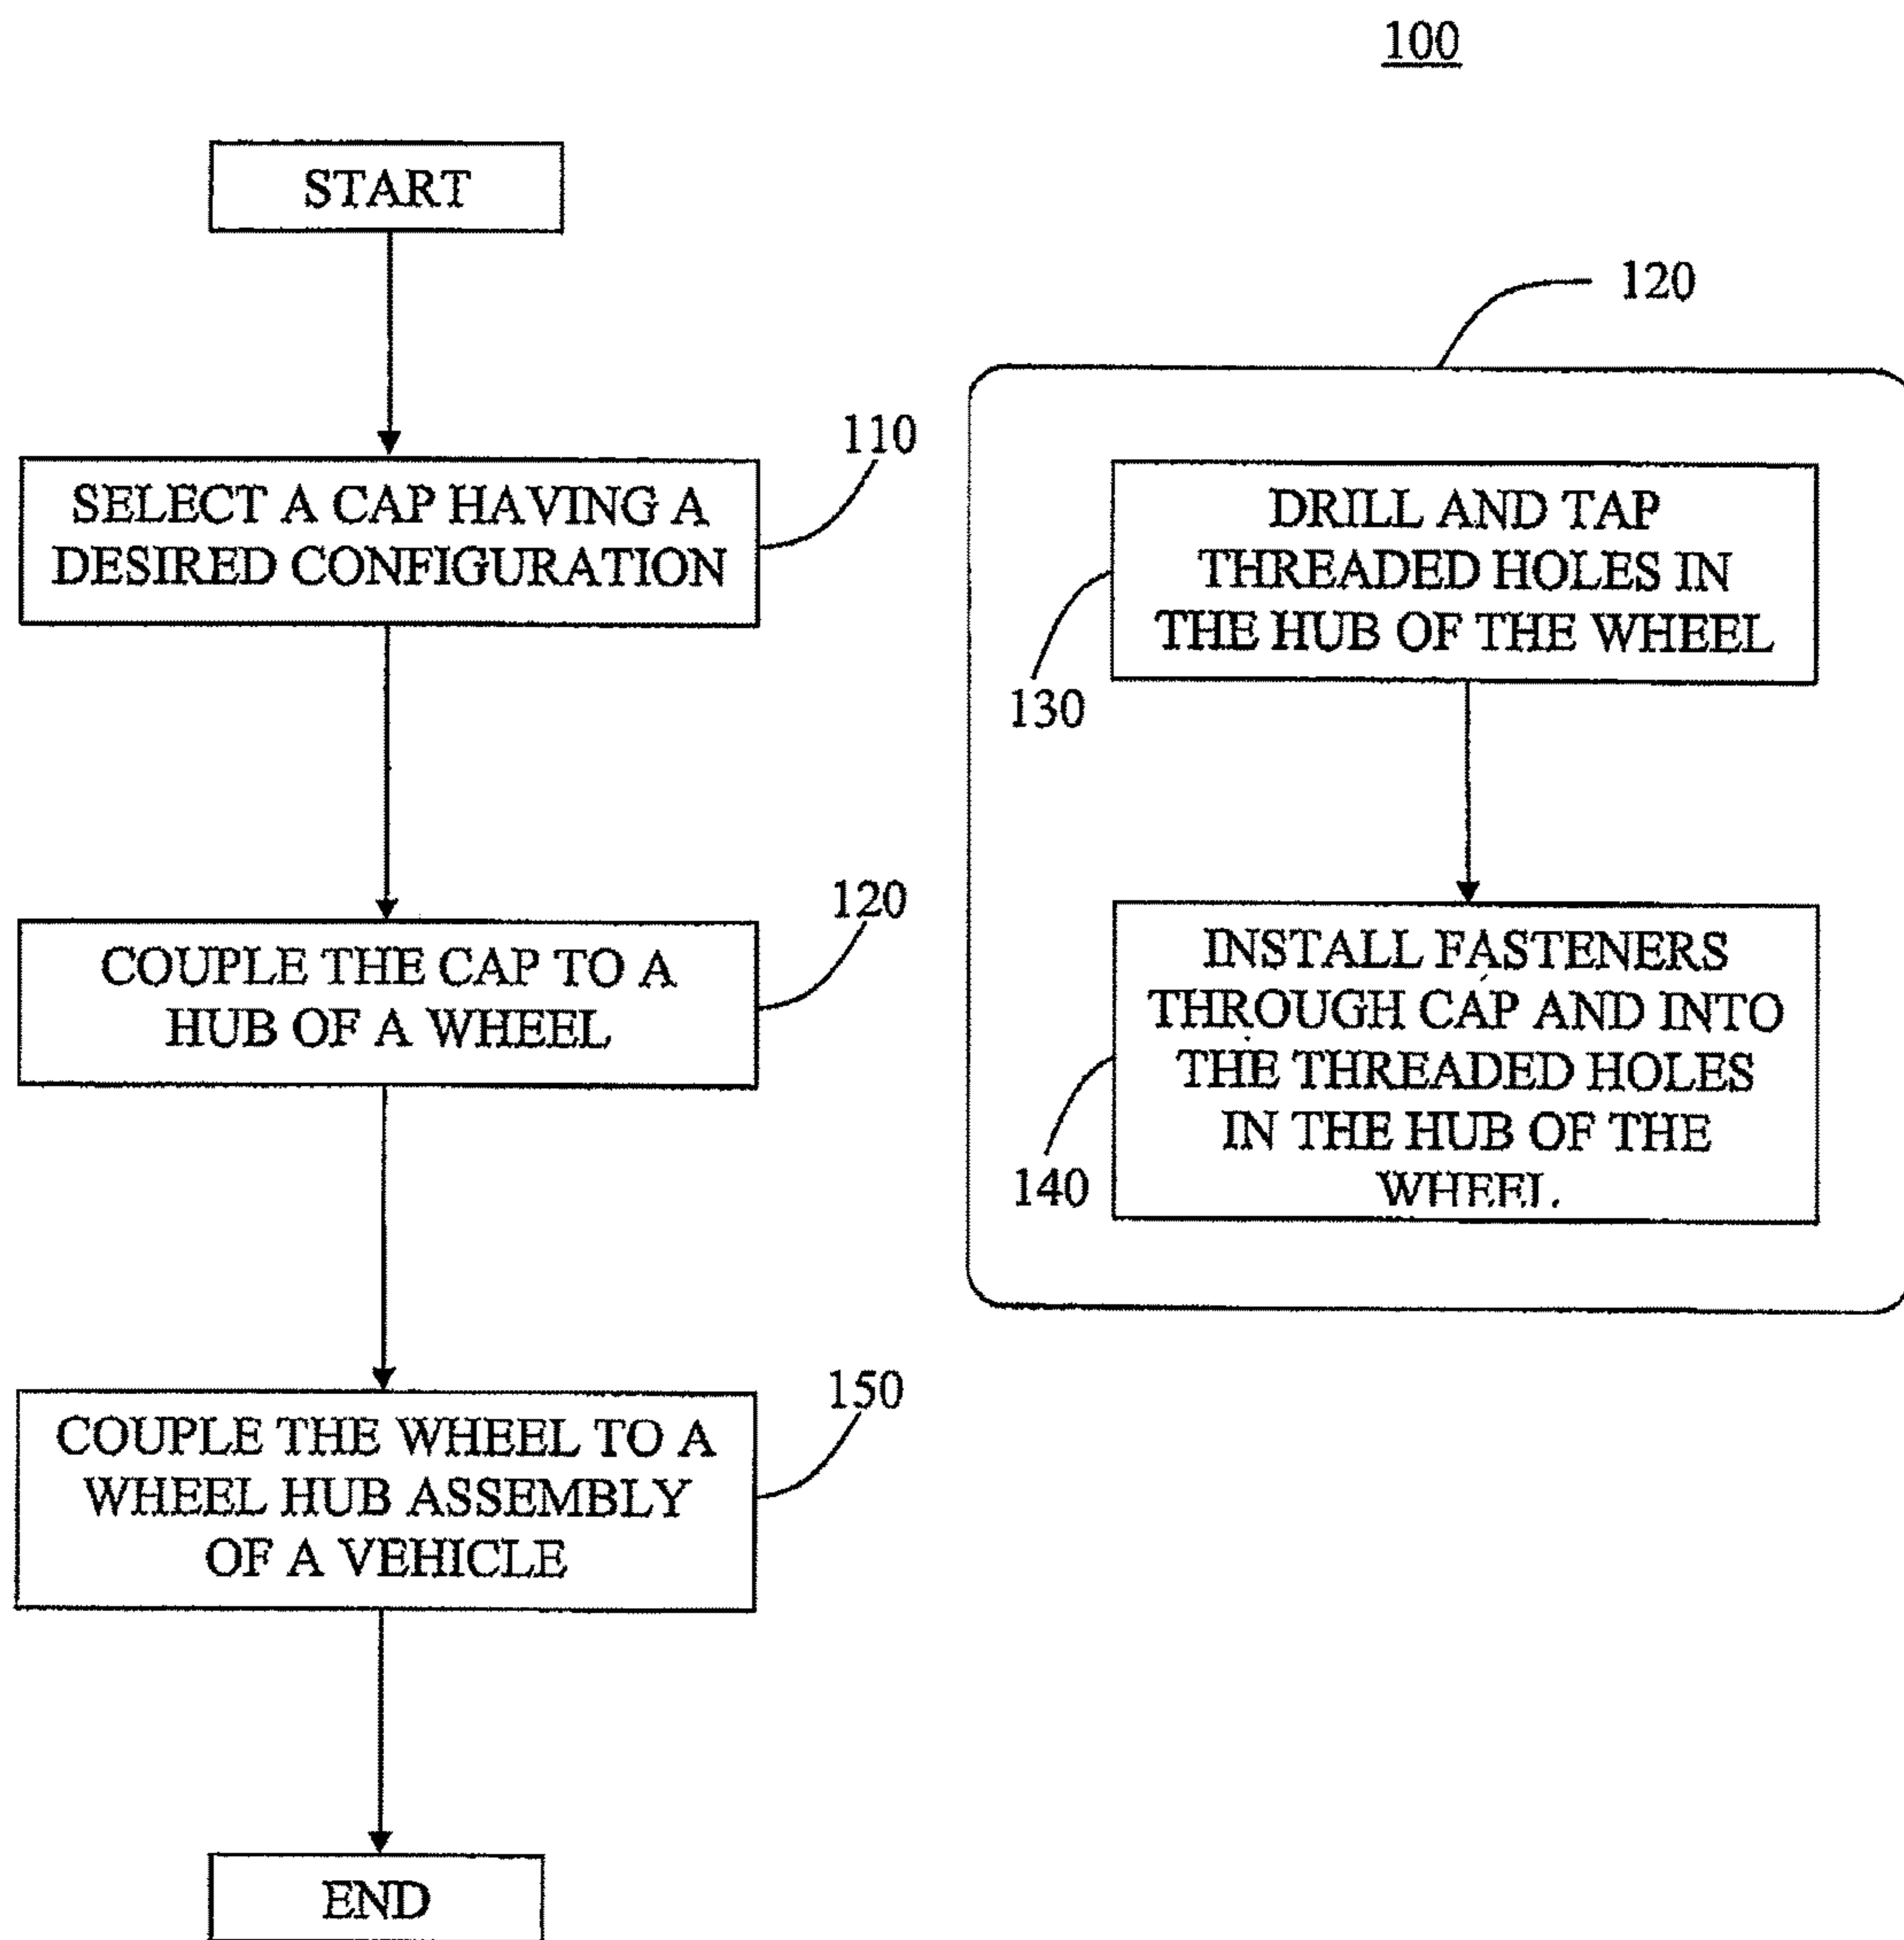 100
START
110
SELECT A CAP HAVING A
DESIRED CONFIGURATION
120
COUPLE THE CAP TO A
HUB OF A WHEEL
150
COUPLE THE WHEEL TO A
WHEEL HUB ASSEMBLY
OF A VEHICLE
END
120
DRILL AND TAP
THREADED HOLES IN
THE HUB OF THE WHEEL
130
INSTALL FASTENERS
THROUGH CAP AND INTO
THE THREADED HOLES
IN THE HUB OF THE
WHEEL.
140